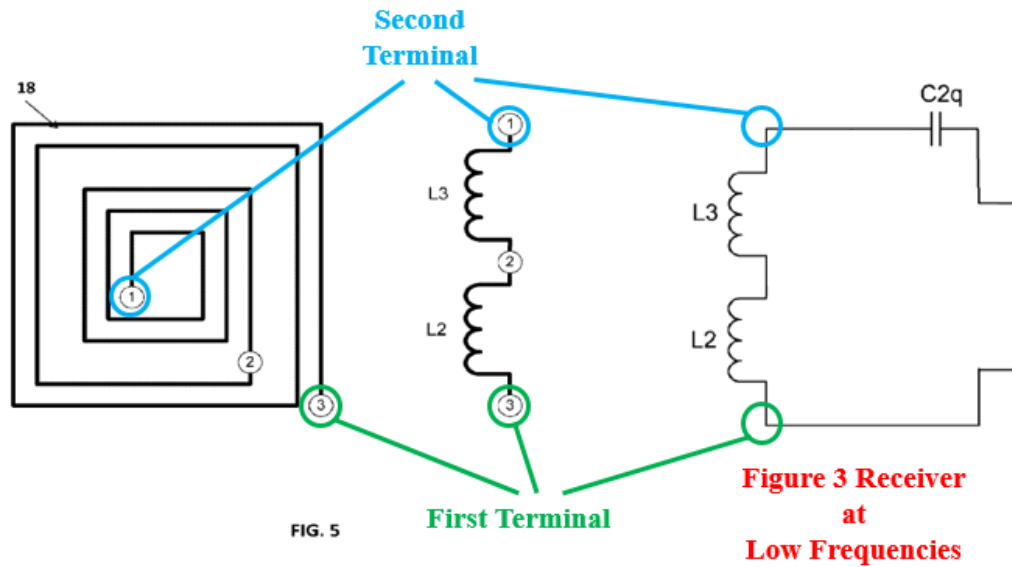 Second
Terminal
18
C2q
1
L3
2
L2
3
1
2
3
L3
L2
First Terminal
FIG. 5
Figure 3 Receiver
at
Low Frequencies